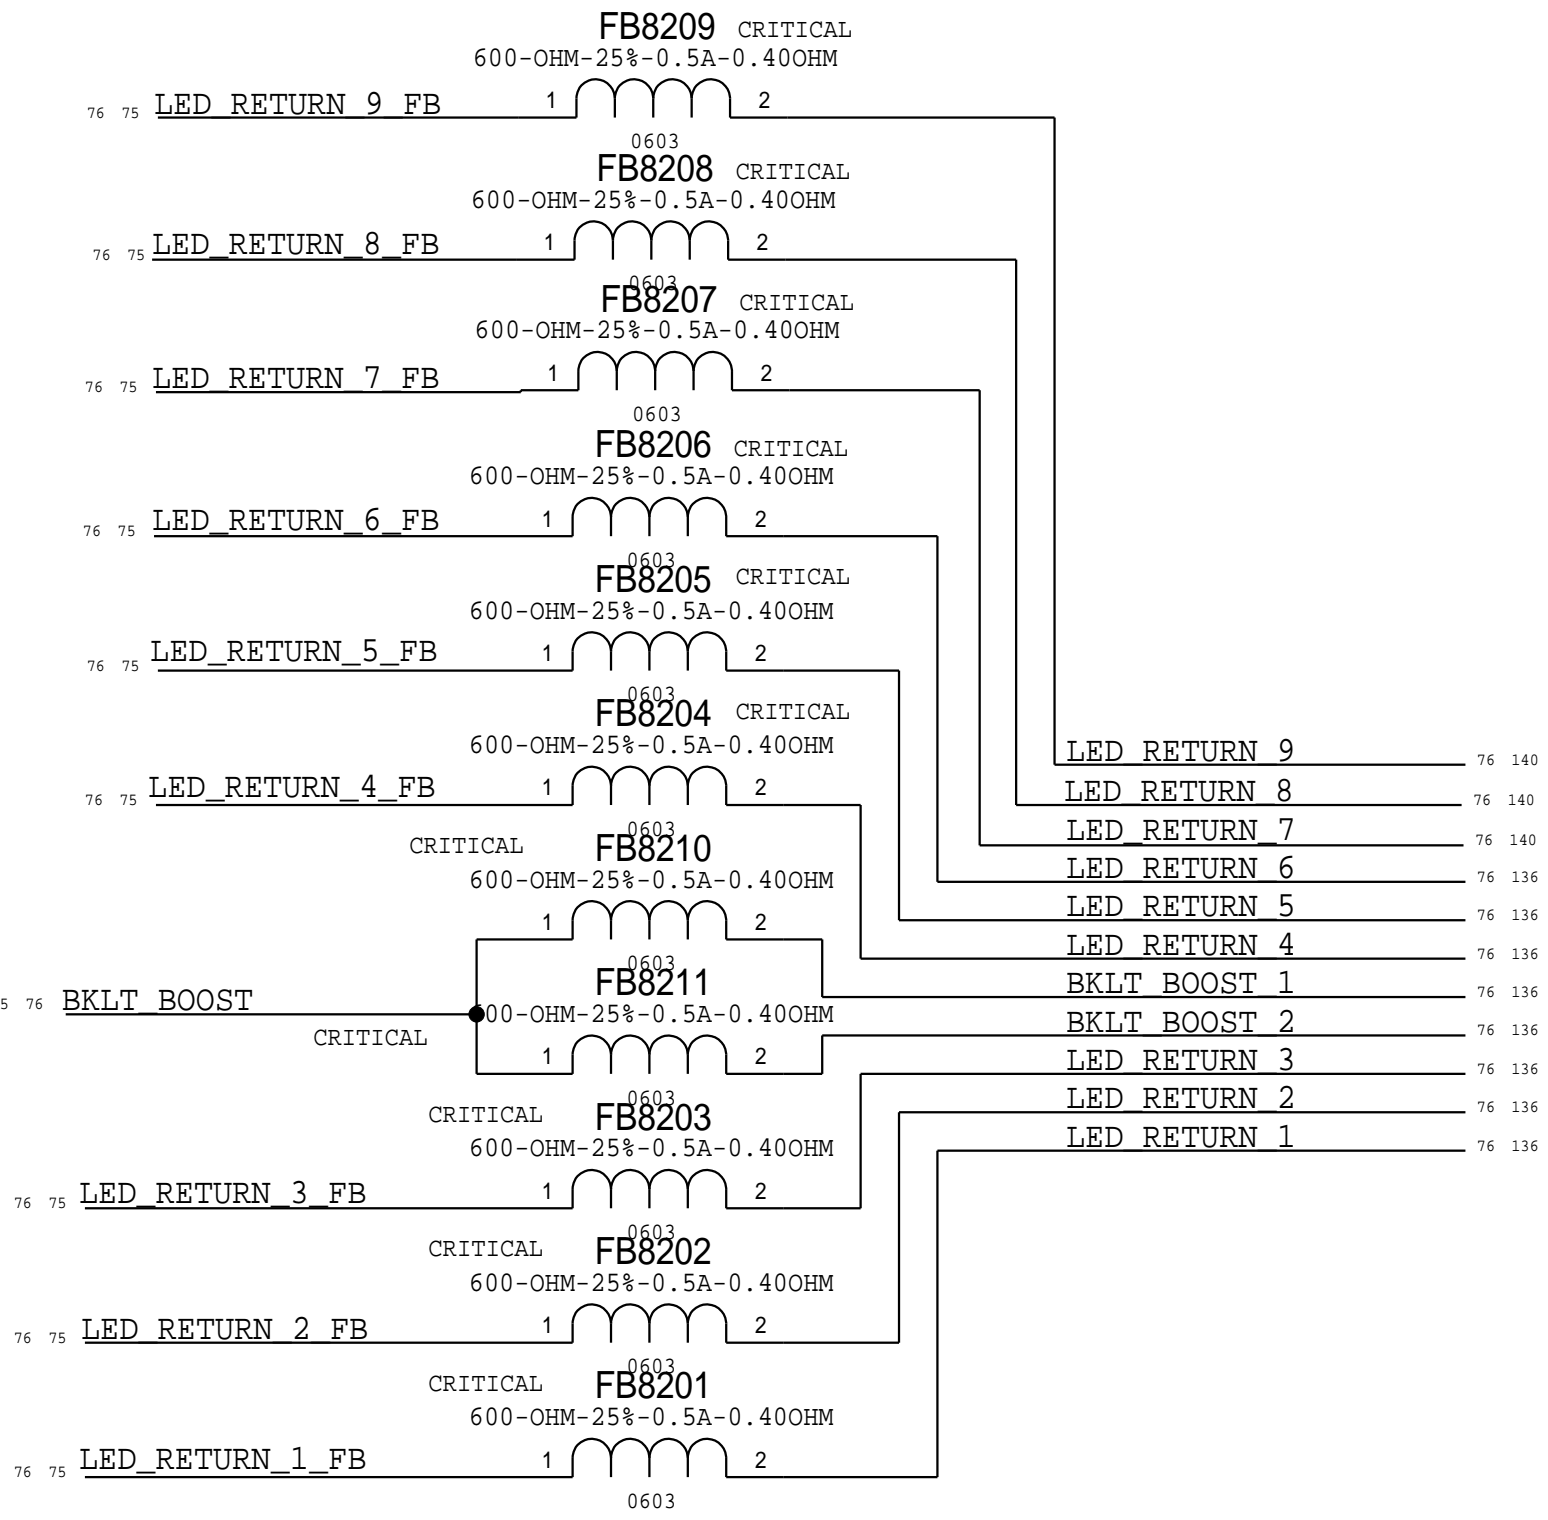 FB8209 CRITICAL
600-OHM-25%-0.5A-0.40OHM
76 75 LED_RETURN_9_FB 1 2
0603
FB8208 CRITICAL
600-OHM-25%-0.5A-0.40OHM
76 75 LED_RETURN_8_FB 1 2
0603
FB8207 CRITICAL
600-OHM-25%-0.5A-0.40OHM
76 75 LED_RETURN_7_FB 1 2
0603
FB8206 CRITICAL
600-OHM-25%-0.5A-0.40OHM
76 75 LED_RETURN_6_FB 1 2
0603
FB8205 CRITICAL
600-OHM-25%-0.5A-0.40OHM
76 75 LED_RETURN_5_FB 1 2
0603
FB8204 CRITICAL
600-OHM-25%-0.5A-0.40OHM
LED_RETURN_9 76 140
76 75 LED_RETURN_4_FB 1 2 LED_RETURN_8 76 140
0603 LED_RETURN_7 76 140
CRITICAL FB8210
600-OHM-25%-0.5A-0.40OHM LED_RETURN_6 76 136
1 2 LED_RETURN_5 76 136
0603 LED_RETURN_4 76 136
FB8211 BKLT_BOOST_1 76 136
5 76 BKLT_BOOST 00-OHM-25%-0.5A-0.40OHM
CRITICAL BKLT_BOOST_2 76 136
1 2 LED_RETURN_3 76 136
0603 LED_RETURN_2 76 136
CRITICAL FB8203
600-OHM-25%-0.5A-0.40OHM LED_RETURN_1 76 136
76 75 LED_RETURN_3_FB 1 2
0603
CRITICAL FB8202
600-OHM-25%-0.5A-0.40OHM
76 75 LED_RETURN_2_FB 1 2
0603
CRITICAL FB8201
600-OHM-25%-0.5A-0.40OHM
76 75 LED_RETURN_1_FB 1 2
0603